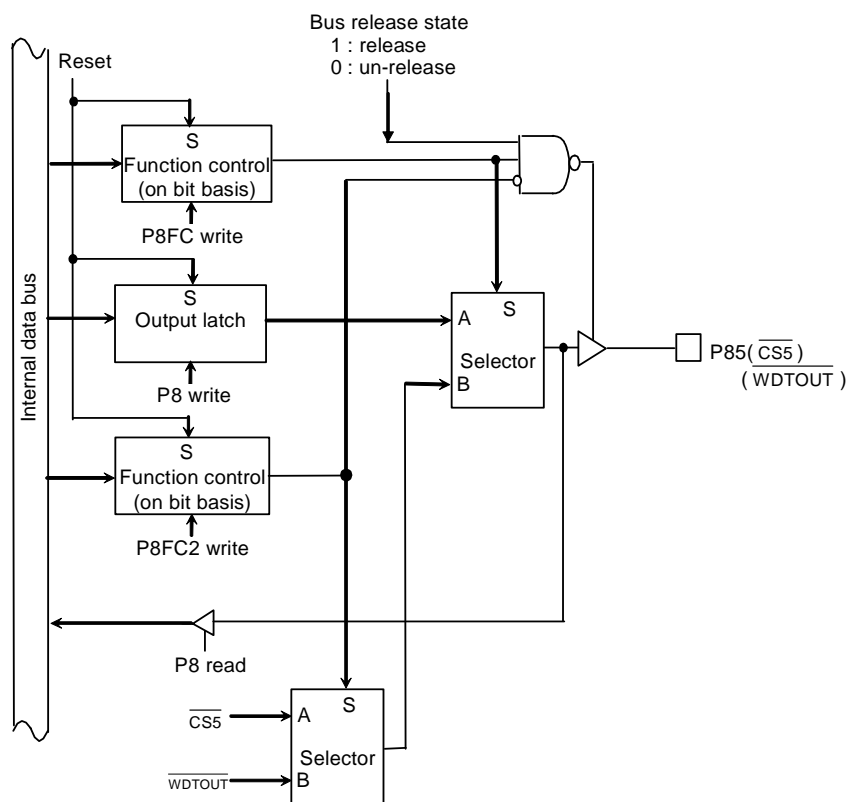 Bus release state
1 : release
0 : un-release
Reset
S
Function control
(on bit basis)
P8FC write
S
Output latch
P8 write
Internal data bus
A
S
Selector
B
P85(CS5)
(WDTOUT)
S
Function control
(on bit basis)
P8FC2 write
P8 read
CS5
A
S
Selector
WDTOUT
B